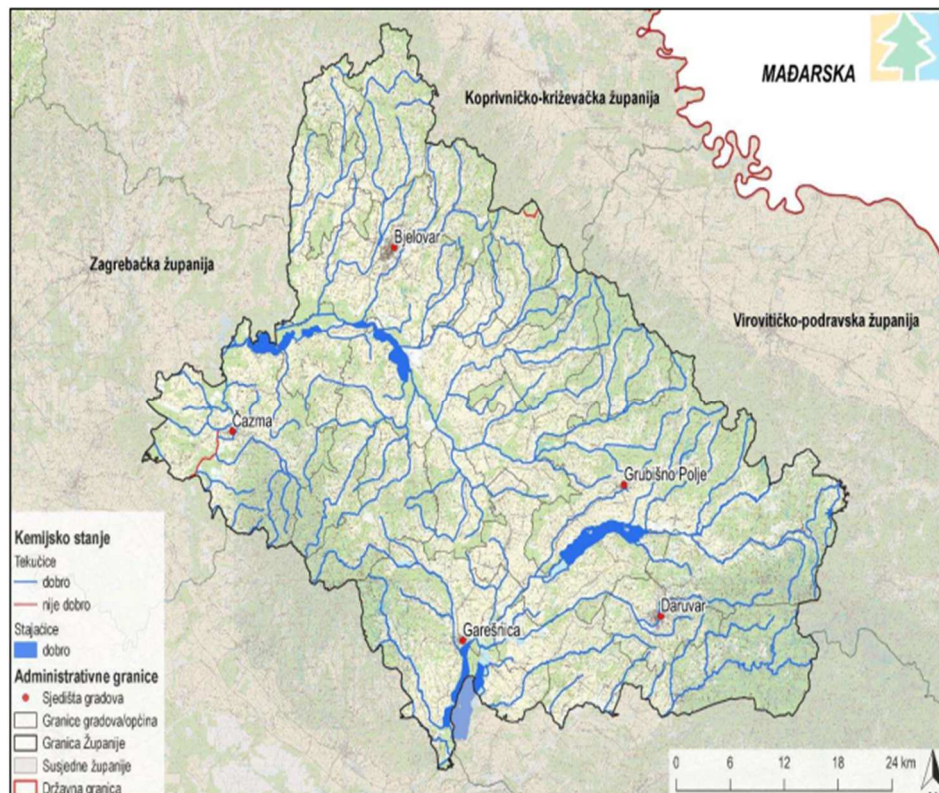 MAĐARSKA
Koprivničko-križevačka županija
Bjelovar
Zagrebačka županija
Virovitičko-podravska županija
Čazma
Grubišno Polje
Daruvar
Garešnica
Kemijsko stanje
Tekućice
dobro
nije dobro
Stajaćice
dobro
Administrativne granice
Sjedišta gradova
Granice gradova/općina
Granica Županije
Susjedne županije
Državna granica
0 6 12 24 km